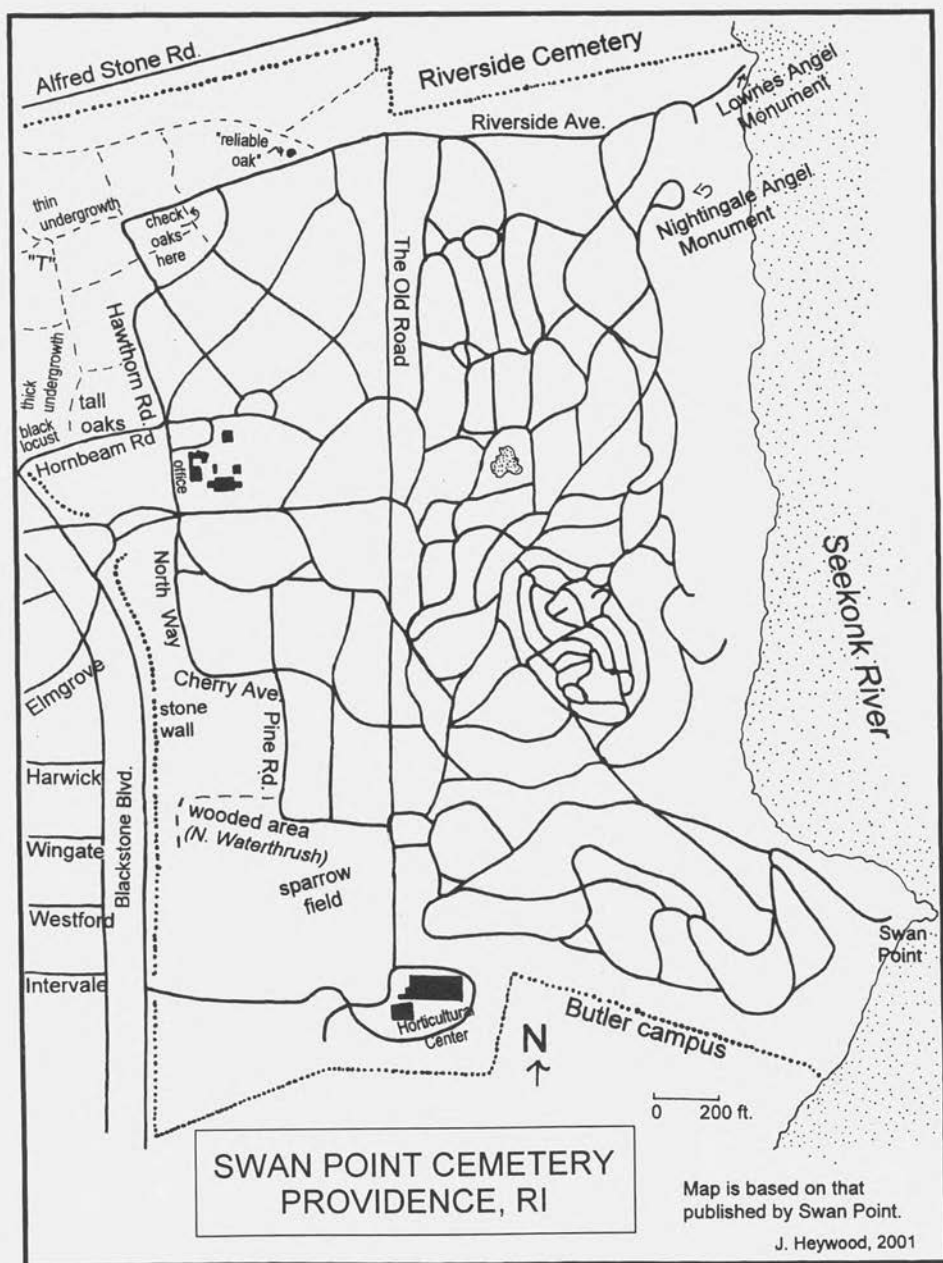 Alfred Stone Rd.
Riverside Cemetery
Lownes Angel
Monument
Riverside Ave.
"reliable
oak"
Nightingale Angel
Monument
thin
undergrowth
check
oaks
here
"T"
The Old Road
Hawthorn Rd.
thick
undergrowth
tall
oaks
black
locust
Hornbeam Rd
office
Seekonk River
North
Way
Elmgrove
Cherry Ave.
stone
wall
Pine Rd.
Harwick
Blackstone Blvd.
wooded area
(N. Waterthrush)
Wingate
sparrow
field
Westford
Swan
Point
Intervale
Horticultural
Center
Butler campus
N
0 200 ft.
SWAN POINT CEMETERY
PROVIDENCE, RI
Map is based on that
published by Swan Point.
J. Heywood, 2001